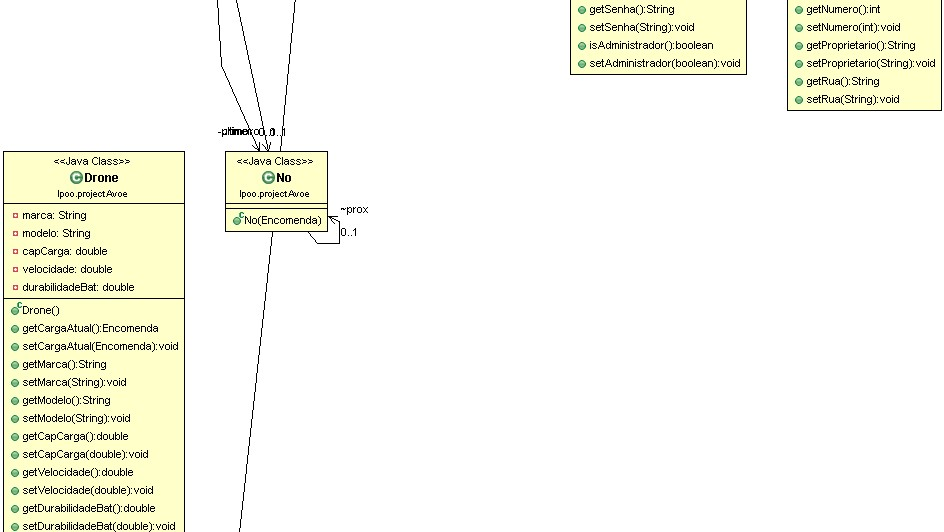 getSenha():String
setSenha(String):void
isAdministrador():boolean
setAdministrador(boolean):void
getNumero():int
setNumero(int):void
getProprietario():String
setProprietario(String):void
getRua():String
setRua(String):void
0..1
<<Java Class>>
Drone
lpoo.projectAvoe
marca: String
modelo: String
capCarga: double
velocidade: double
durabilidadeBat: double
Drone()
getCargaAtual():Encomenda
setCargaAtual(Encomenda):void
getMarca():String
setMarca(String):void
getModelo():String
setModelo(String):void
getCapCarga():double
setCapCarga(double):void
getVelocidade():double
setVelocidade(double):void
getDurabilidadeBat():double
setDurabilidadeBat(double):void
<<Java Class>>
No
lpoo.projectAvoe
No(Encomenda)
~prox
0..1